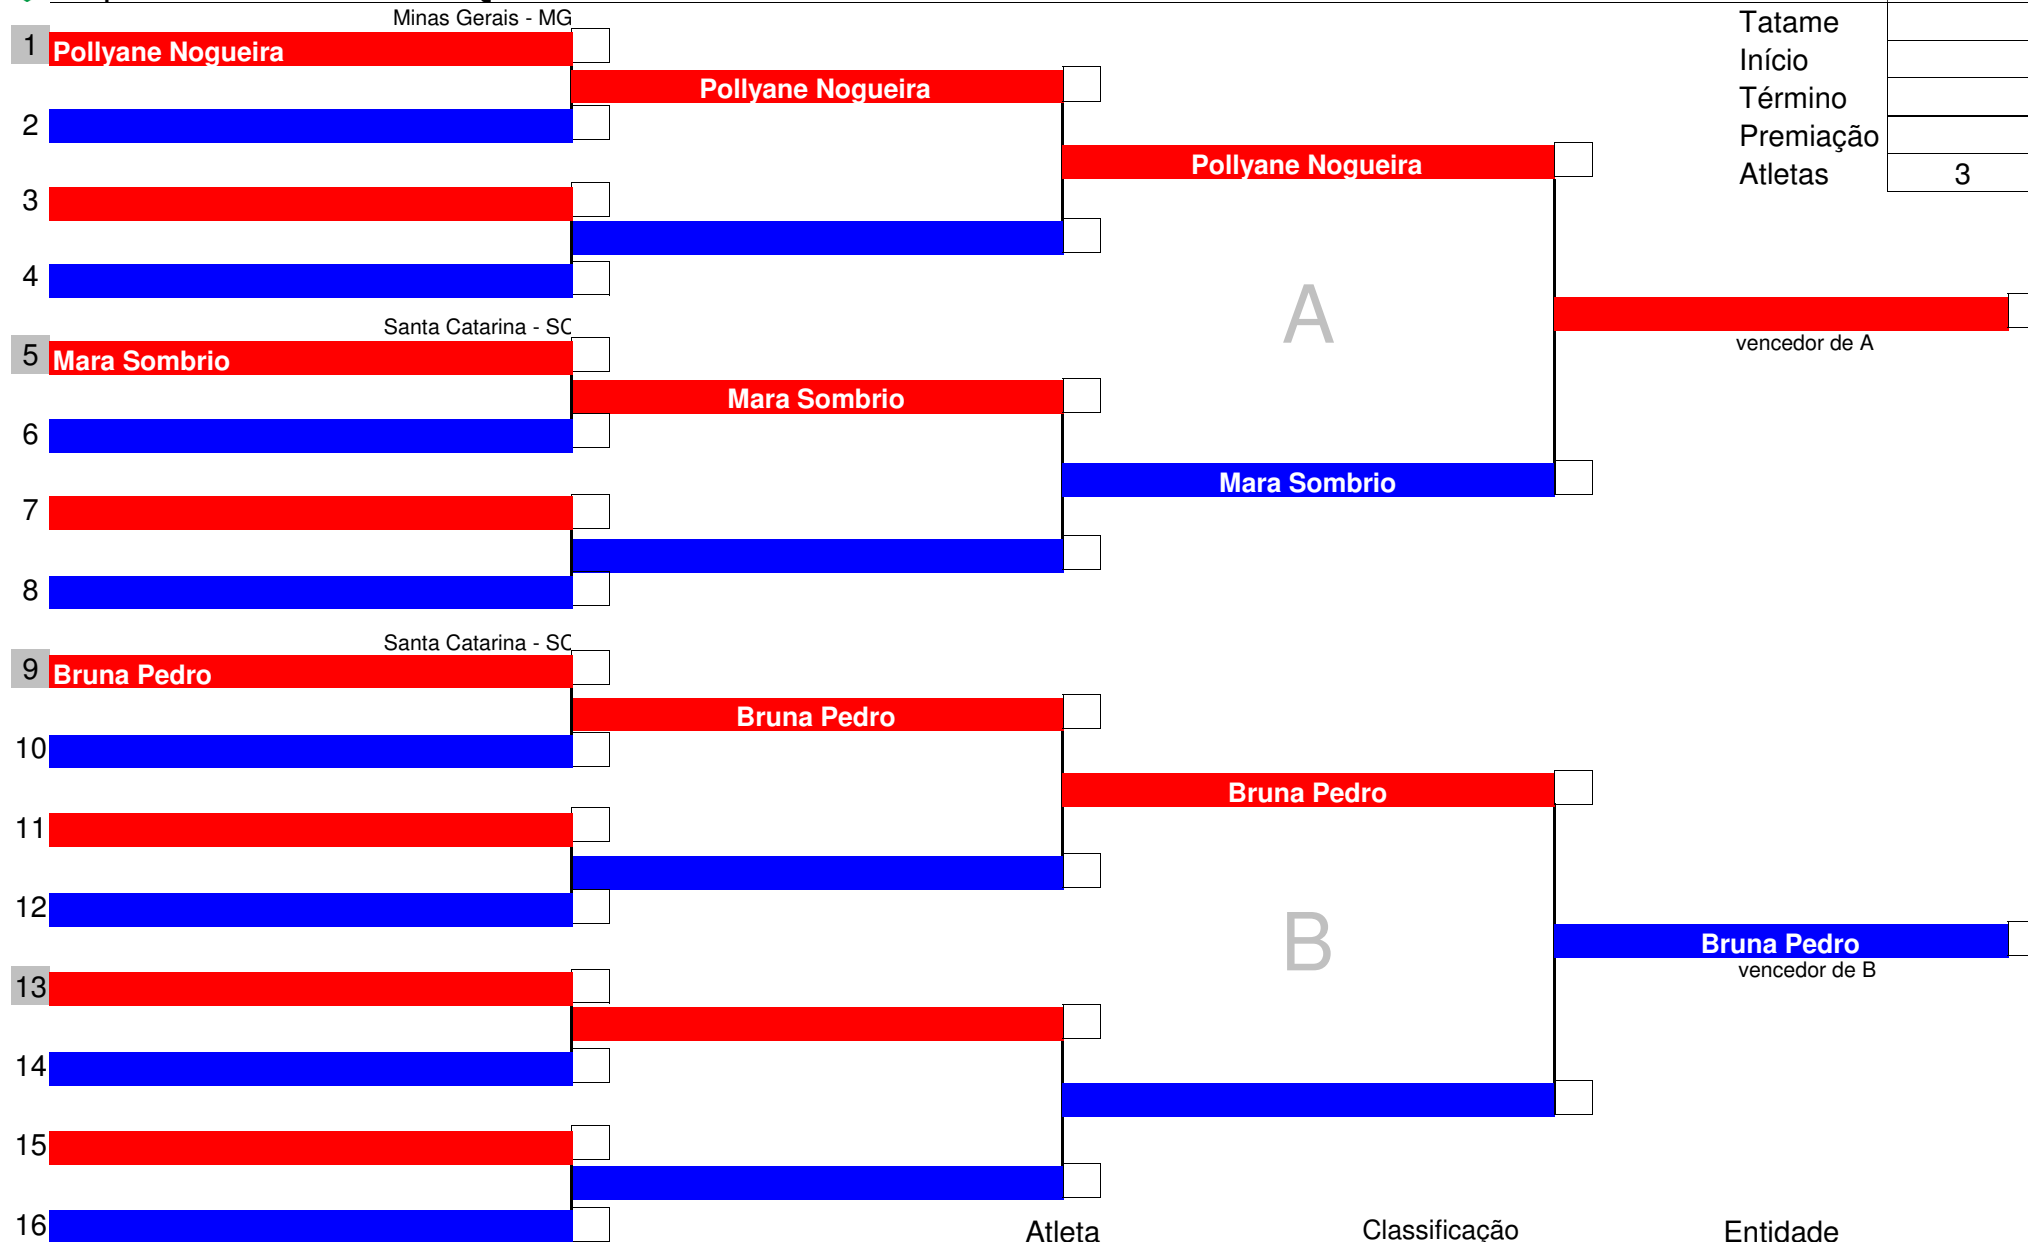 Minas Gerais - MG
Tatame
1 Pollyane Nogueira
Início
Pollyane Nogueira
Término
2
Premiação
Pollyane Nogueira
Atletas 3
3
4
A
Santa Catarina - SC
vencedor de A
5 Mara Sombrio
Mara Sombrio
6
Mara Sombrio
7
8
Santa Catarina - SC
9 Bruna Pedro
Bruna Pedro
10
Bruna Pedro
11
12
B
Bruna Pedro
vencedor de B
13
14
15
16
Atleta Classificação Entidade